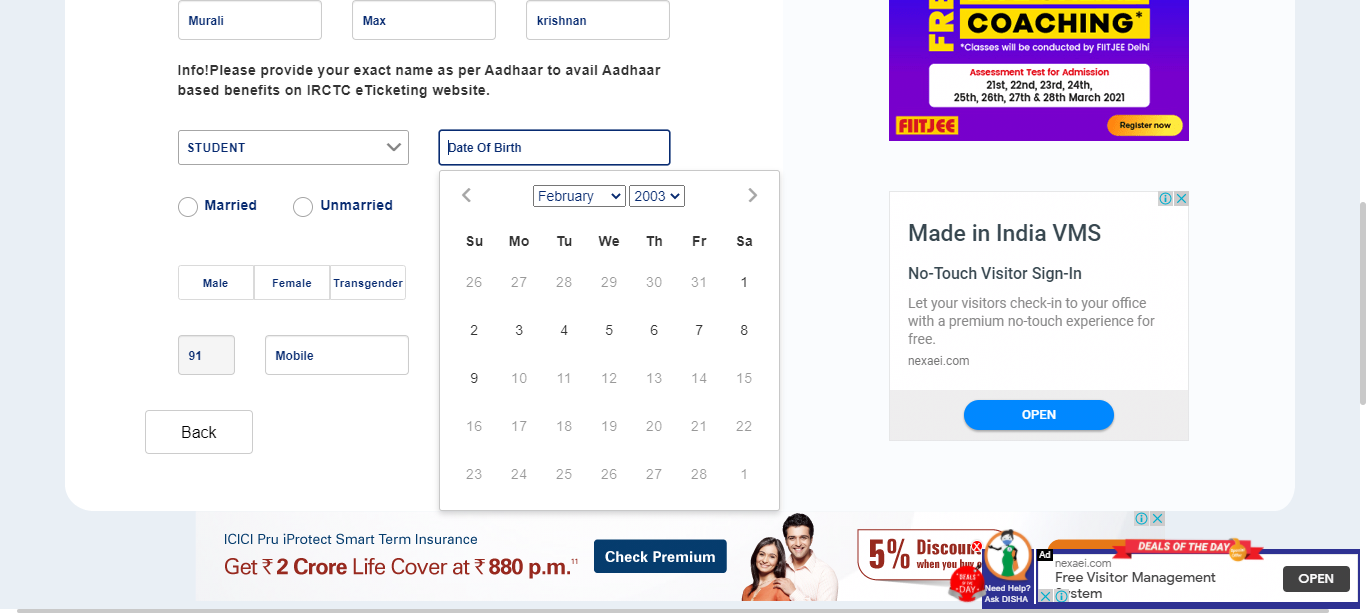 Murali
Max
krishnan
Info!Please provide your exact name as per Aadhaar to avail Aadhaar
based benefits on IRCTC eTicketing website.
STUDENT
Date Of Birth
Married
Unmarried
Male
Female
Transgender
91
Mobile
Back
February
2003
Su Mo Tu We Th Fr Sa
26 27 28 29 30 31 1
2 3 4 5 6 7 8
9 10 11 12 13 14 15
16 17 18 19 20 21 22
23 24 25 26 27 28 1
FREE
COACHING*
*Classes will be conducted by FIITJEE Delhi
Assessment Test for Admission
21st, 22nd, 23rd, 24th,
25th, 26th, 27th & 28th March 2021
FIITJEE
Register now
Made in India VMS
No-Touch Visitor Sign-In
Let your visitors check-in to your office
with a premium no-touch experience for
free.
nexaei.com
OPEN
ICICI Pru iProtect Smart Term Insurance
Get ₹ 2 Crore Life Cover at ₹ 880 p.m.11
Check Premium
5% Discoun
when you buy
DEALS
OF THE
DAY
Need Help?
Ask DISHA
DEALS OF THE DAY
Ad
nexaei.com
Free Visitor Management
System
OPEN